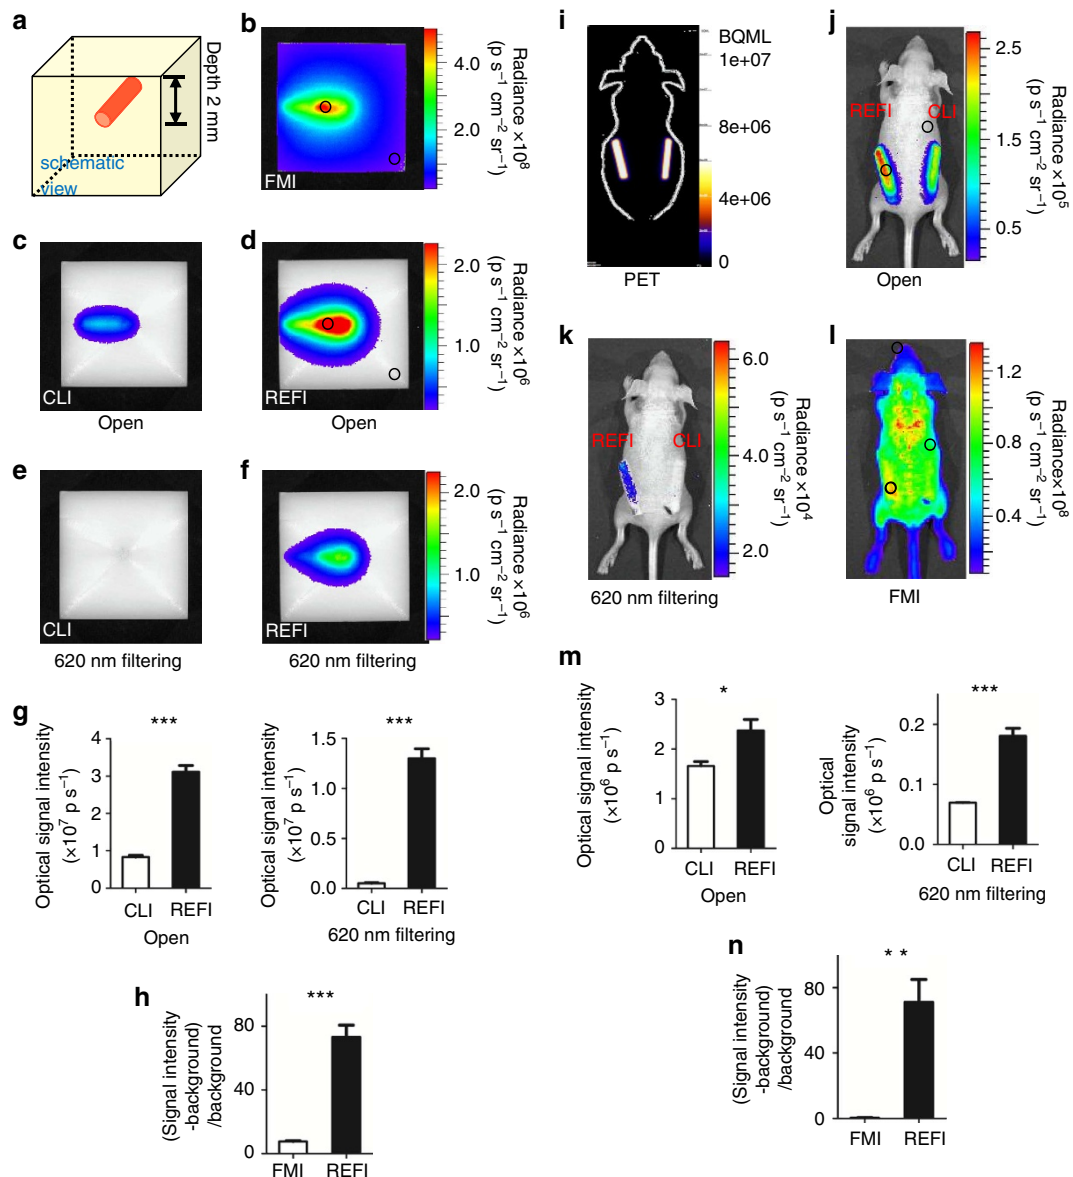 a
Depth 2 mm
schematic
view
b
FMI
4.0
2.0
Radiance ×10⁸
(p s⁻¹ cm⁻² sr⁻¹)
c
CLI
d
REFI
Open
Open
2.0
1.0
Radiance ×10⁶
(p s⁻¹ cm⁻² sr⁻¹)
e
CLI
620 nm filtering
f
REFI
620 nm filtering
2.0
1.0
Radiance ×10⁶
(p s⁻¹ cm⁻² sr⁻¹)
g
Optical signal intensity
(×10⁷ p s⁻¹)
4
3
2
1
0
***
CLI REFI
Open
Optical signal intensity
(×10⁷ p s⁻¹)
1.5
1.0
0.5
0.0
***
CLI REFI
620 nm filtering
h
(Signal intensity
-background)
/background
80
40
0
***
FMI REFI
i
BQML
1e+07
8e+06
4e+06
0
PET
j
REFI CLI
Open
2.5
1.5
0.5
Radiance ×10⁵
(p s⁻¹ cm⁻² sr⁻¹)
k
REFI CLI
620 nm filtering
6.0
4.0
2.0
Radiance ×10⁴
(p s⁻¹ cm⁻² sr⁻¹)
l
FMI
1.2
0.8
0.4
Radiance×10⁸
(p s⁻¹ cm⁻² sr⁻¹)
m
Optical signal intensity
(×10⁶ p s⁻¹)
3
2
1
0
*
CLI REFI
Open
Optical
signal intensity
(×10⁶ p s⁻¹)
0.2
0.1
0.0
***
CLI REFI
620 nm filtering
n
(Signal intensity
-background)
/background
80
40
0
* *
FMI REFI